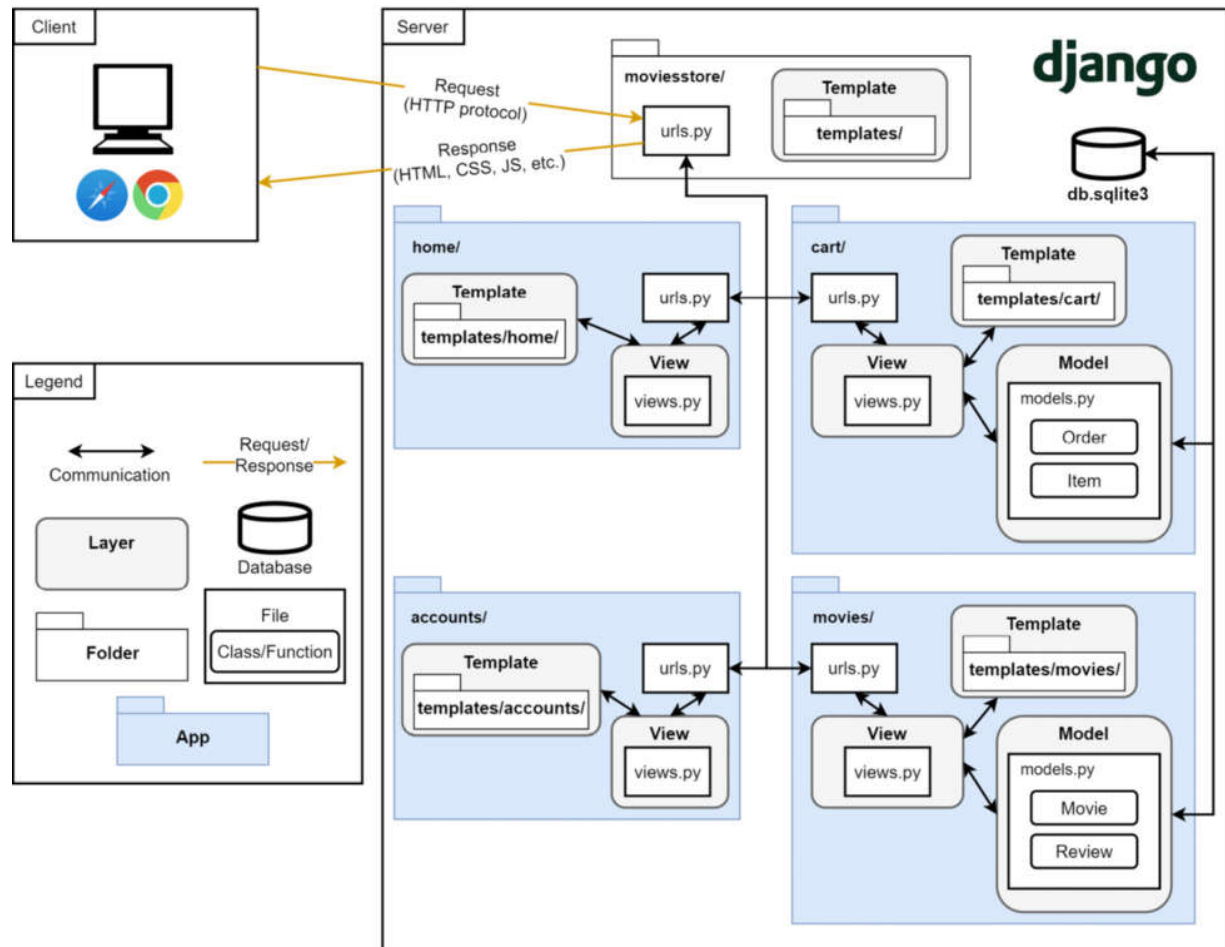 Client
Request
(HTTP protocol)
Response
(HTML, CSS, JS, etc.)
Server
moviesstore/
urls.py
Template
templates/
django
db.sqlite3
home/
Template
templates/home/
urls.py
View
views.py
cart/
urls.py
Template
templates/cart/
View
views.py
Model
models.py
Order
Item
Legend
Communication
Request/
Response
Layer
Database
Folder
File
Class/Function
App
accounts/
Template
templates/accounts/
urls.py
View
views.py
movies/
urls.py
Template
templates/movies/
View
views.py
Model
models.py
Movie
Review